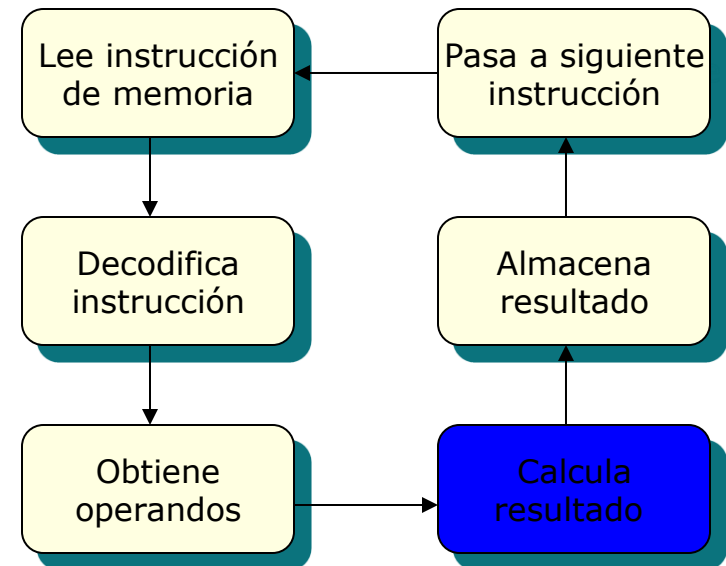 Lee instrucción
de memoria
Pasa a siguiente
instrucción
Decodifica
instrucción
Almacena
resultado
Obtiene
operandos
Calcula
resultado